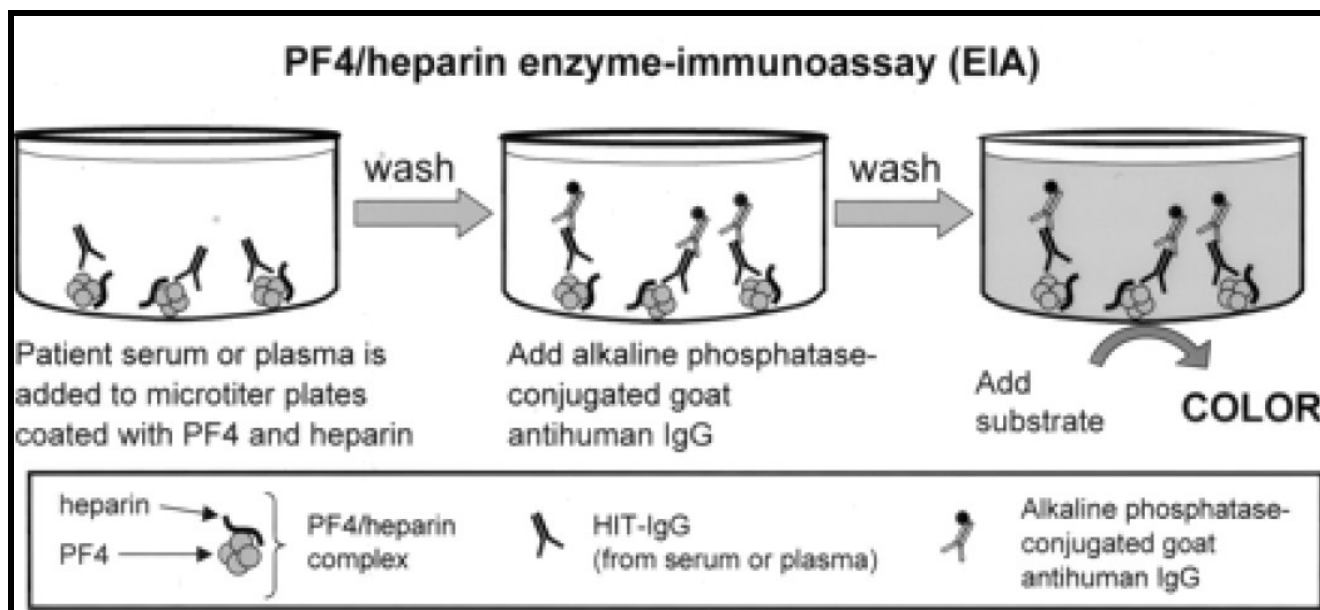 PF4/heparin enzyme-immunoassay (EIA)
wash
wash
Patient serum or plasma is
added to microtiter plates
coated with PF4 and heparin
Add alkaline phosphatase-
conjugated goat
antihuman IgG
Add
substrate
COLOR
heparin
PF4
PF4/heparin
complex
HIT-IgG
(from serum or plasma)
Alkaline phosphatase-
conjugated goat
antihuman IgG